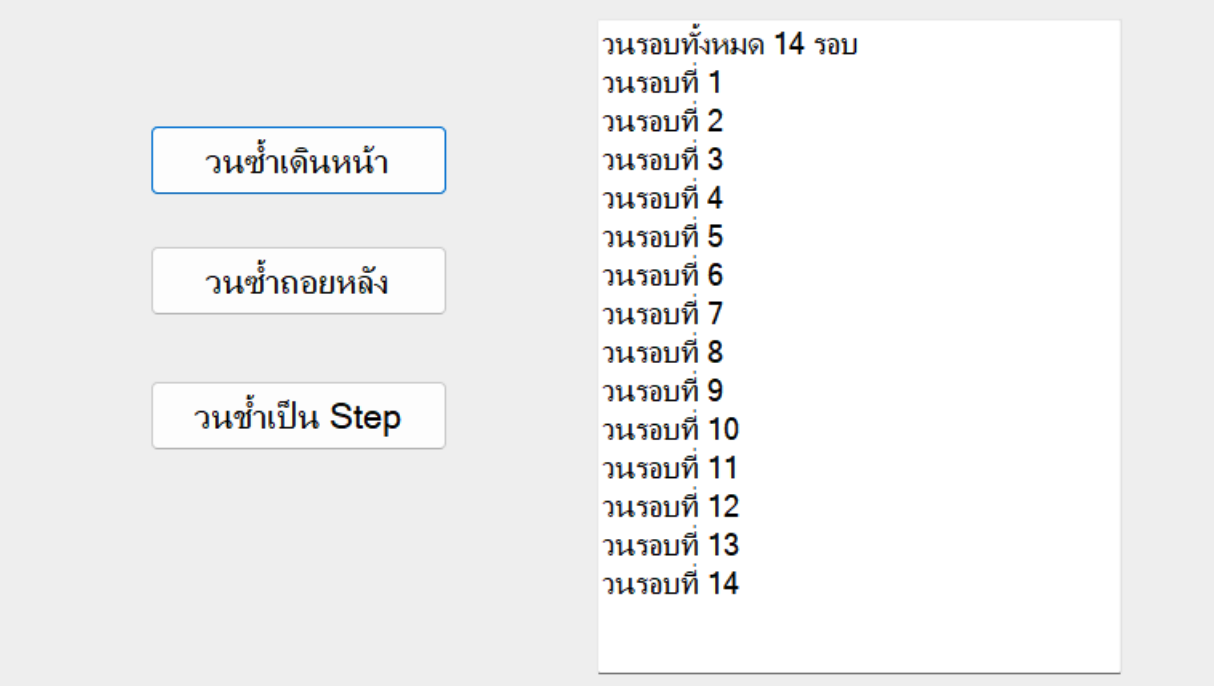 วนซ้ำเดินหน้า
วนซ้ำถอยหลัง
วนซ้ำเป็น Step
วนรอบทั้งหมด 14 รอบ
วนรอบที่ 1
วนรอบที่ 2
วนรอบที่ 3
วนรอบที่ 4
วนรอบที่ 5
วนรอบที่ 6
วนรอบที่ 7
วนรอบที่ 8
วนรอบที่ 9
วนรอบที่ 10
วนรอบที่ 11
วนรอบที่ 12
วนรอบที่ 13
วนรอบที่ 14